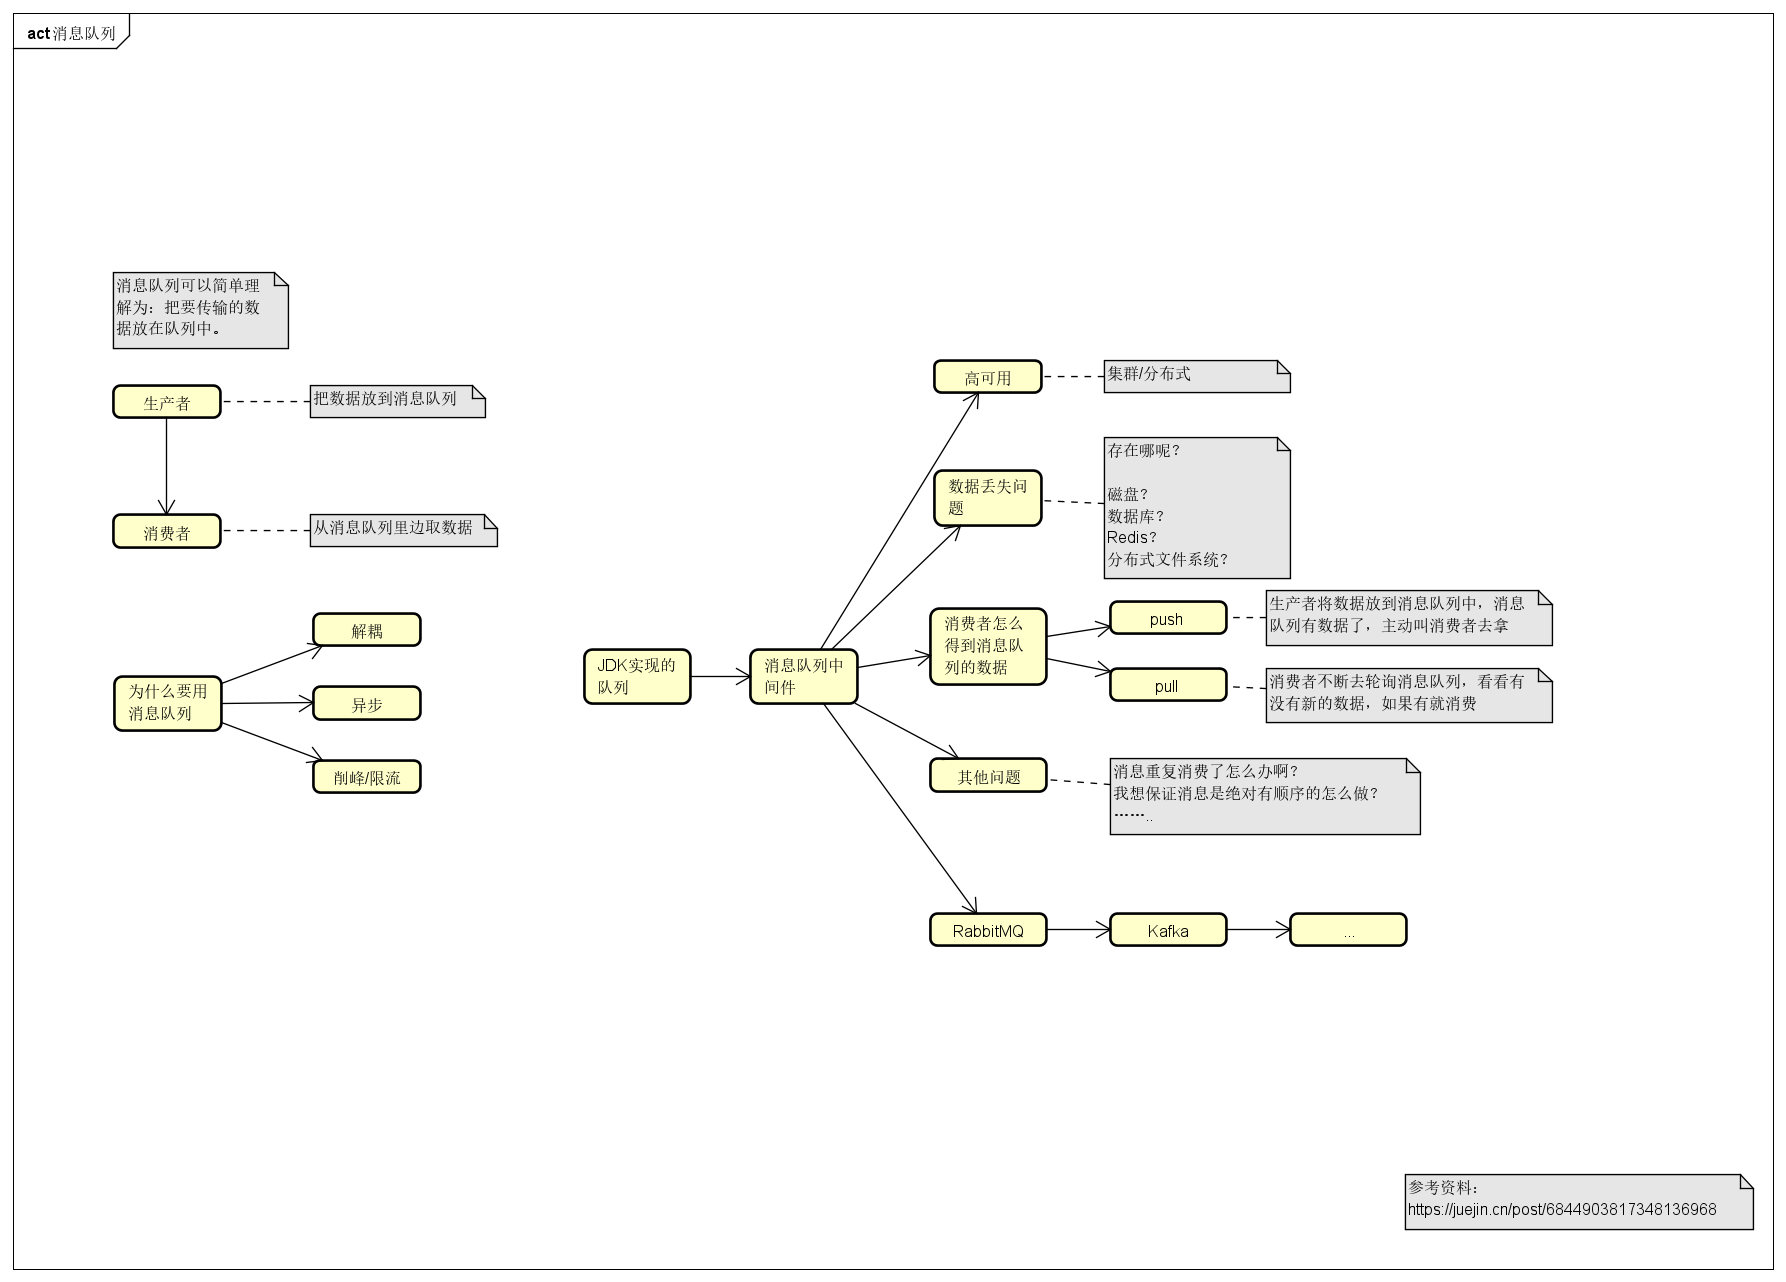 act 消息队列
消息队列可以简单理
解为：把要传输的数
据放在队列中。
生产者
把数据放到消息队列
消费者
从消息队列里边取数据
为什么要用
消息队列
解耦
异步
削峰/限流
JDK实现的
队列
消息队列中
间件
高可用
集群/分布式
数据丢失问
题
存在哪呢？
磁盘？
数据库？
Redis？
分布式文件系统？
消费者怎么
得到消息队
列的数据
push
生产者将数据放到消息队列中，消息
队列有数据了，主动叫消费者去拿
pull
消费者不断去轮询消息队列，看看有
没有新的数据，如果有就消费
其他问题
消息重复消费了怎么办啊？
我想保证消息是绝对有顺序的怎么做？
……..
RabbitMQ
Kafka
...
参考资料：
https://juejin.cn/post/6844903817348136968